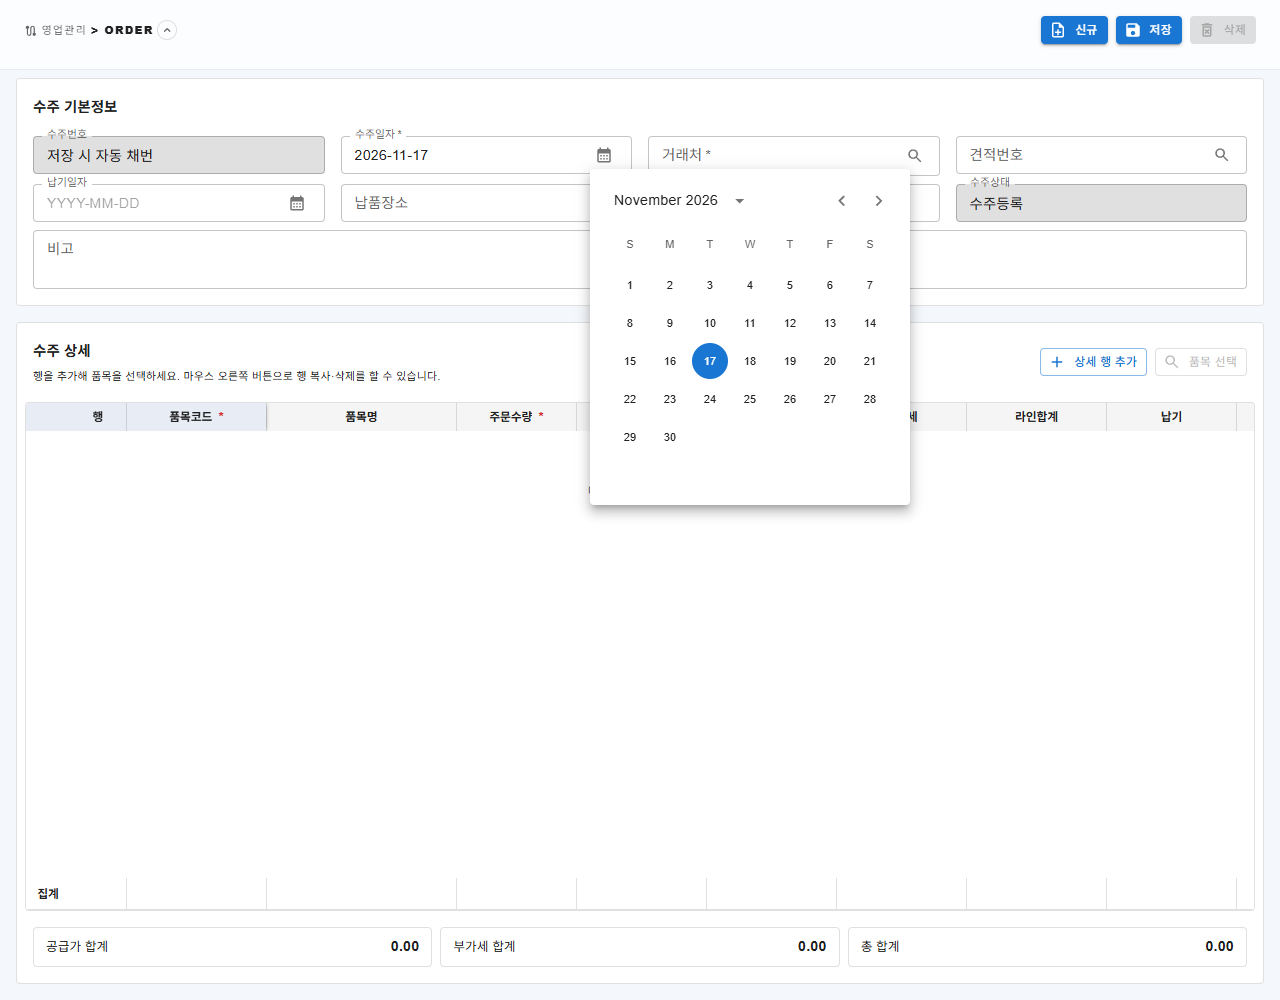 영업관리 > ORDER
신규
저장
삭제
수주 기본정보
수주번호
저장 시 자동 채번
수주일자 *
2026-11-17
거래처 *
견적번호
납기일자
YYYY-MM-DD
납품장소
수주상태
수주등록
비고
November 2026
S M T W T F S
1 2 3 4 5 6 7
8 9 10 11 12 13 14
15 16 17 18 19 20 21
22 23 24 25 26 27 28
29 30
수주 상세
행을 추가해 품목을 선택하세요. 마우스 오른쪽 버튼으로 행 복사·삭제를 할 수 있습니다.
상세 행 추가
품목 선택
행 품목코드 * 품목명 주문수량 * 세 라인합계 납기
집계
공급가 합계 0.00
부가세 합계 0.00
총 합계 0.00